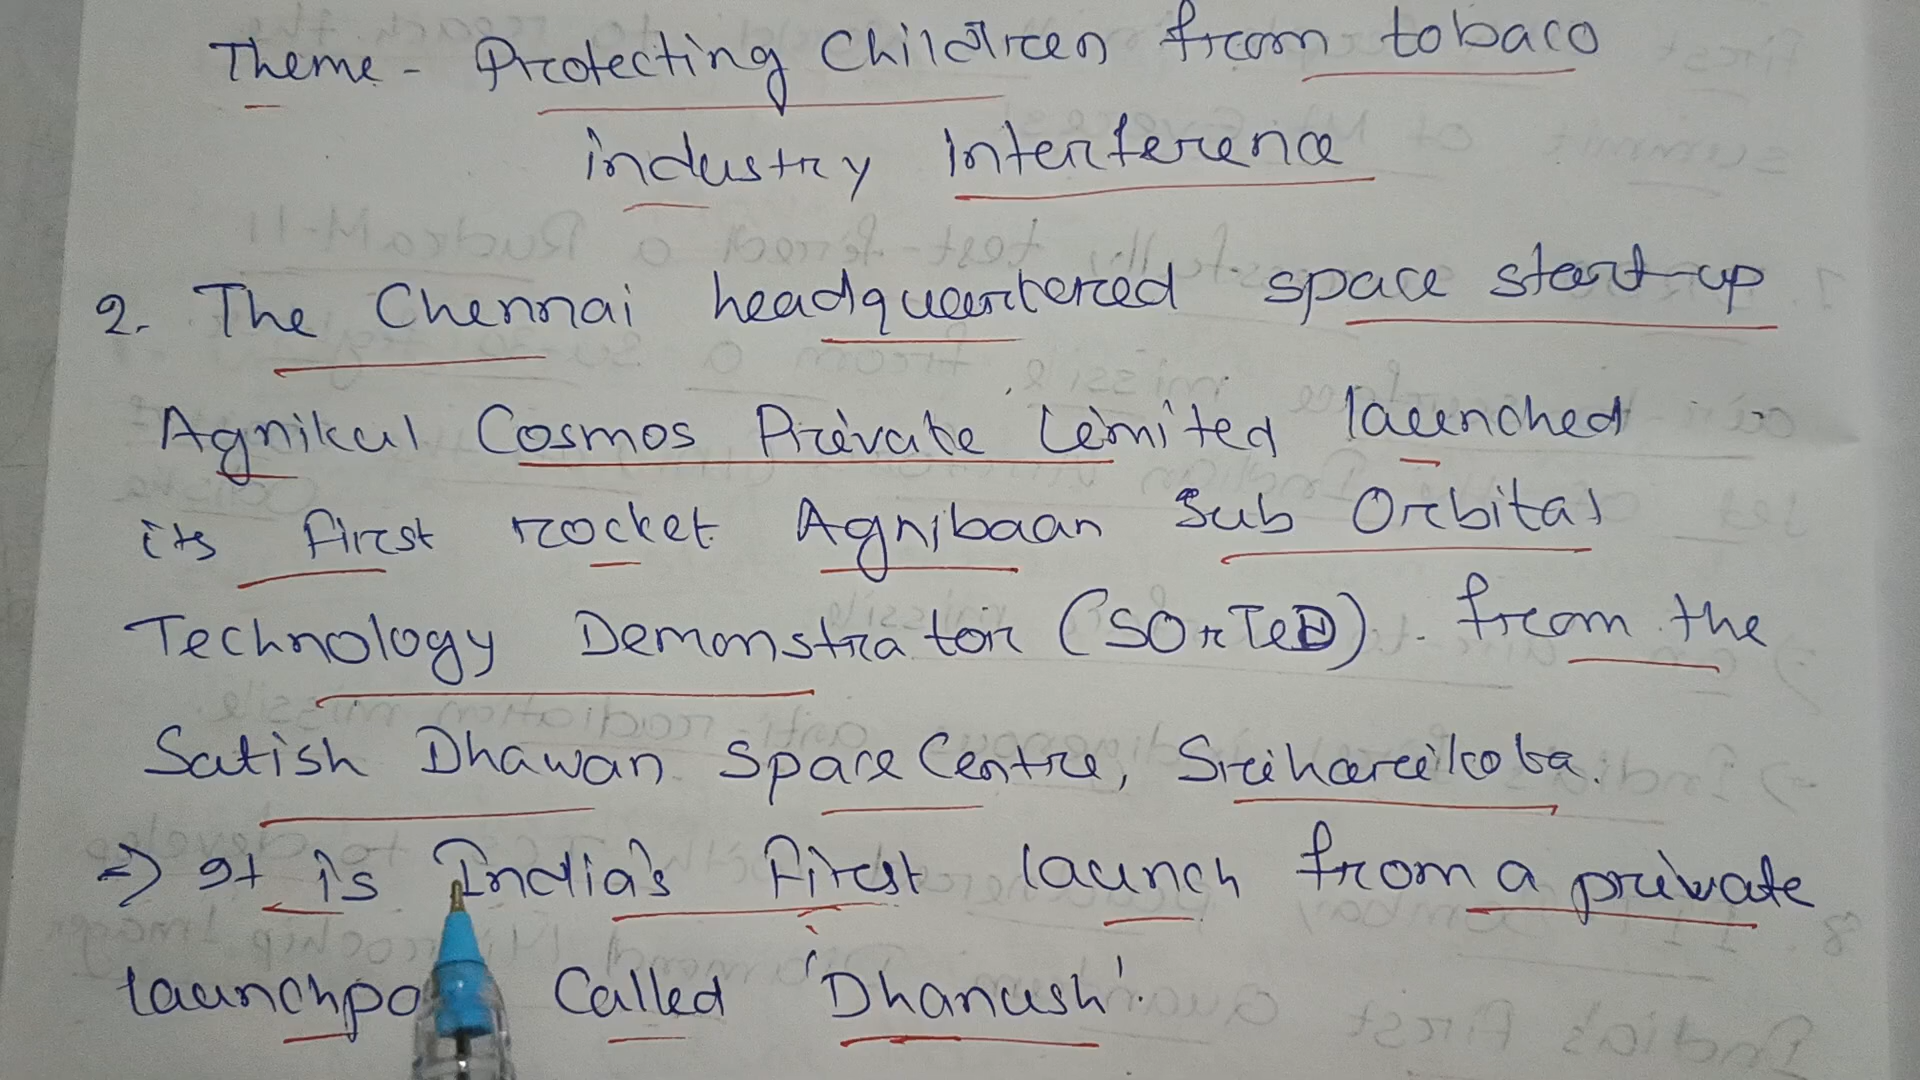 Theme - Protecting Children from tobaco
industry Interference
2. The Chennai headquartered space start-up
Agnikul Cosmos Private Limited launched
its First rocket Agnibaan Sub Orbital
Technology Demonstrator (SOrTeD). from the
Satish Dhawan Space Centre, Sriharikota.
=> It is India's First launch from a private
launchpa Called 'Dhanush'.